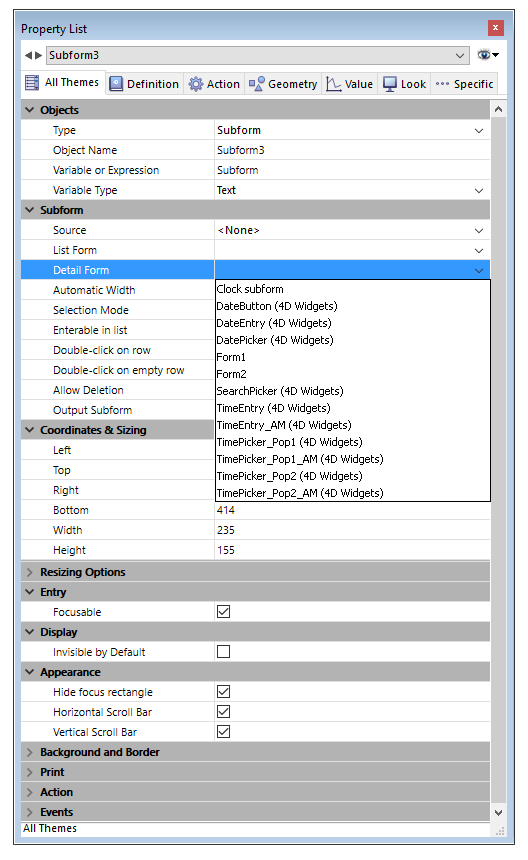 Property List
Subform3
All Themes Definition Action Geometry Value Look Specific
Objects
Type Subform
Object Name Subform3
Variable or Expression Subform
Variable Type Text
Subform
Source <None>
List Form
Detail Form
Automatic Width Clock subform
DateButton (4D Widgets)
Selection Mode DateEntry (4D Widgets)
Enterable in list DatePicker (4D Widgets)
Double-click on row Form1
Double-click on empty row Form2
Allow Deletion SearchPicker (4D Widgets)
Output Subform TimeEntry (4D Widgets)
Coordinates & Sizing TimeEntry_AM (4D Widgets)
Left TimePicker_Pop1 (4D Widgets)
TimePicker_Pop1_AM (4D Widgets)
Top TimePicker_Pop2 (4D Widgets)
Right TimePicker_Pop2_AM (4D Widgets)
Bottom 414
Width 235
Height 155
Resizing Options
Entry
Focusable
Display
Invisible by Default
Appearance
Hide focus rectangle
Horizontal Scroll Bar
Vertical Scroll Bar
Background and Border
Print
Action
Events
All Themes